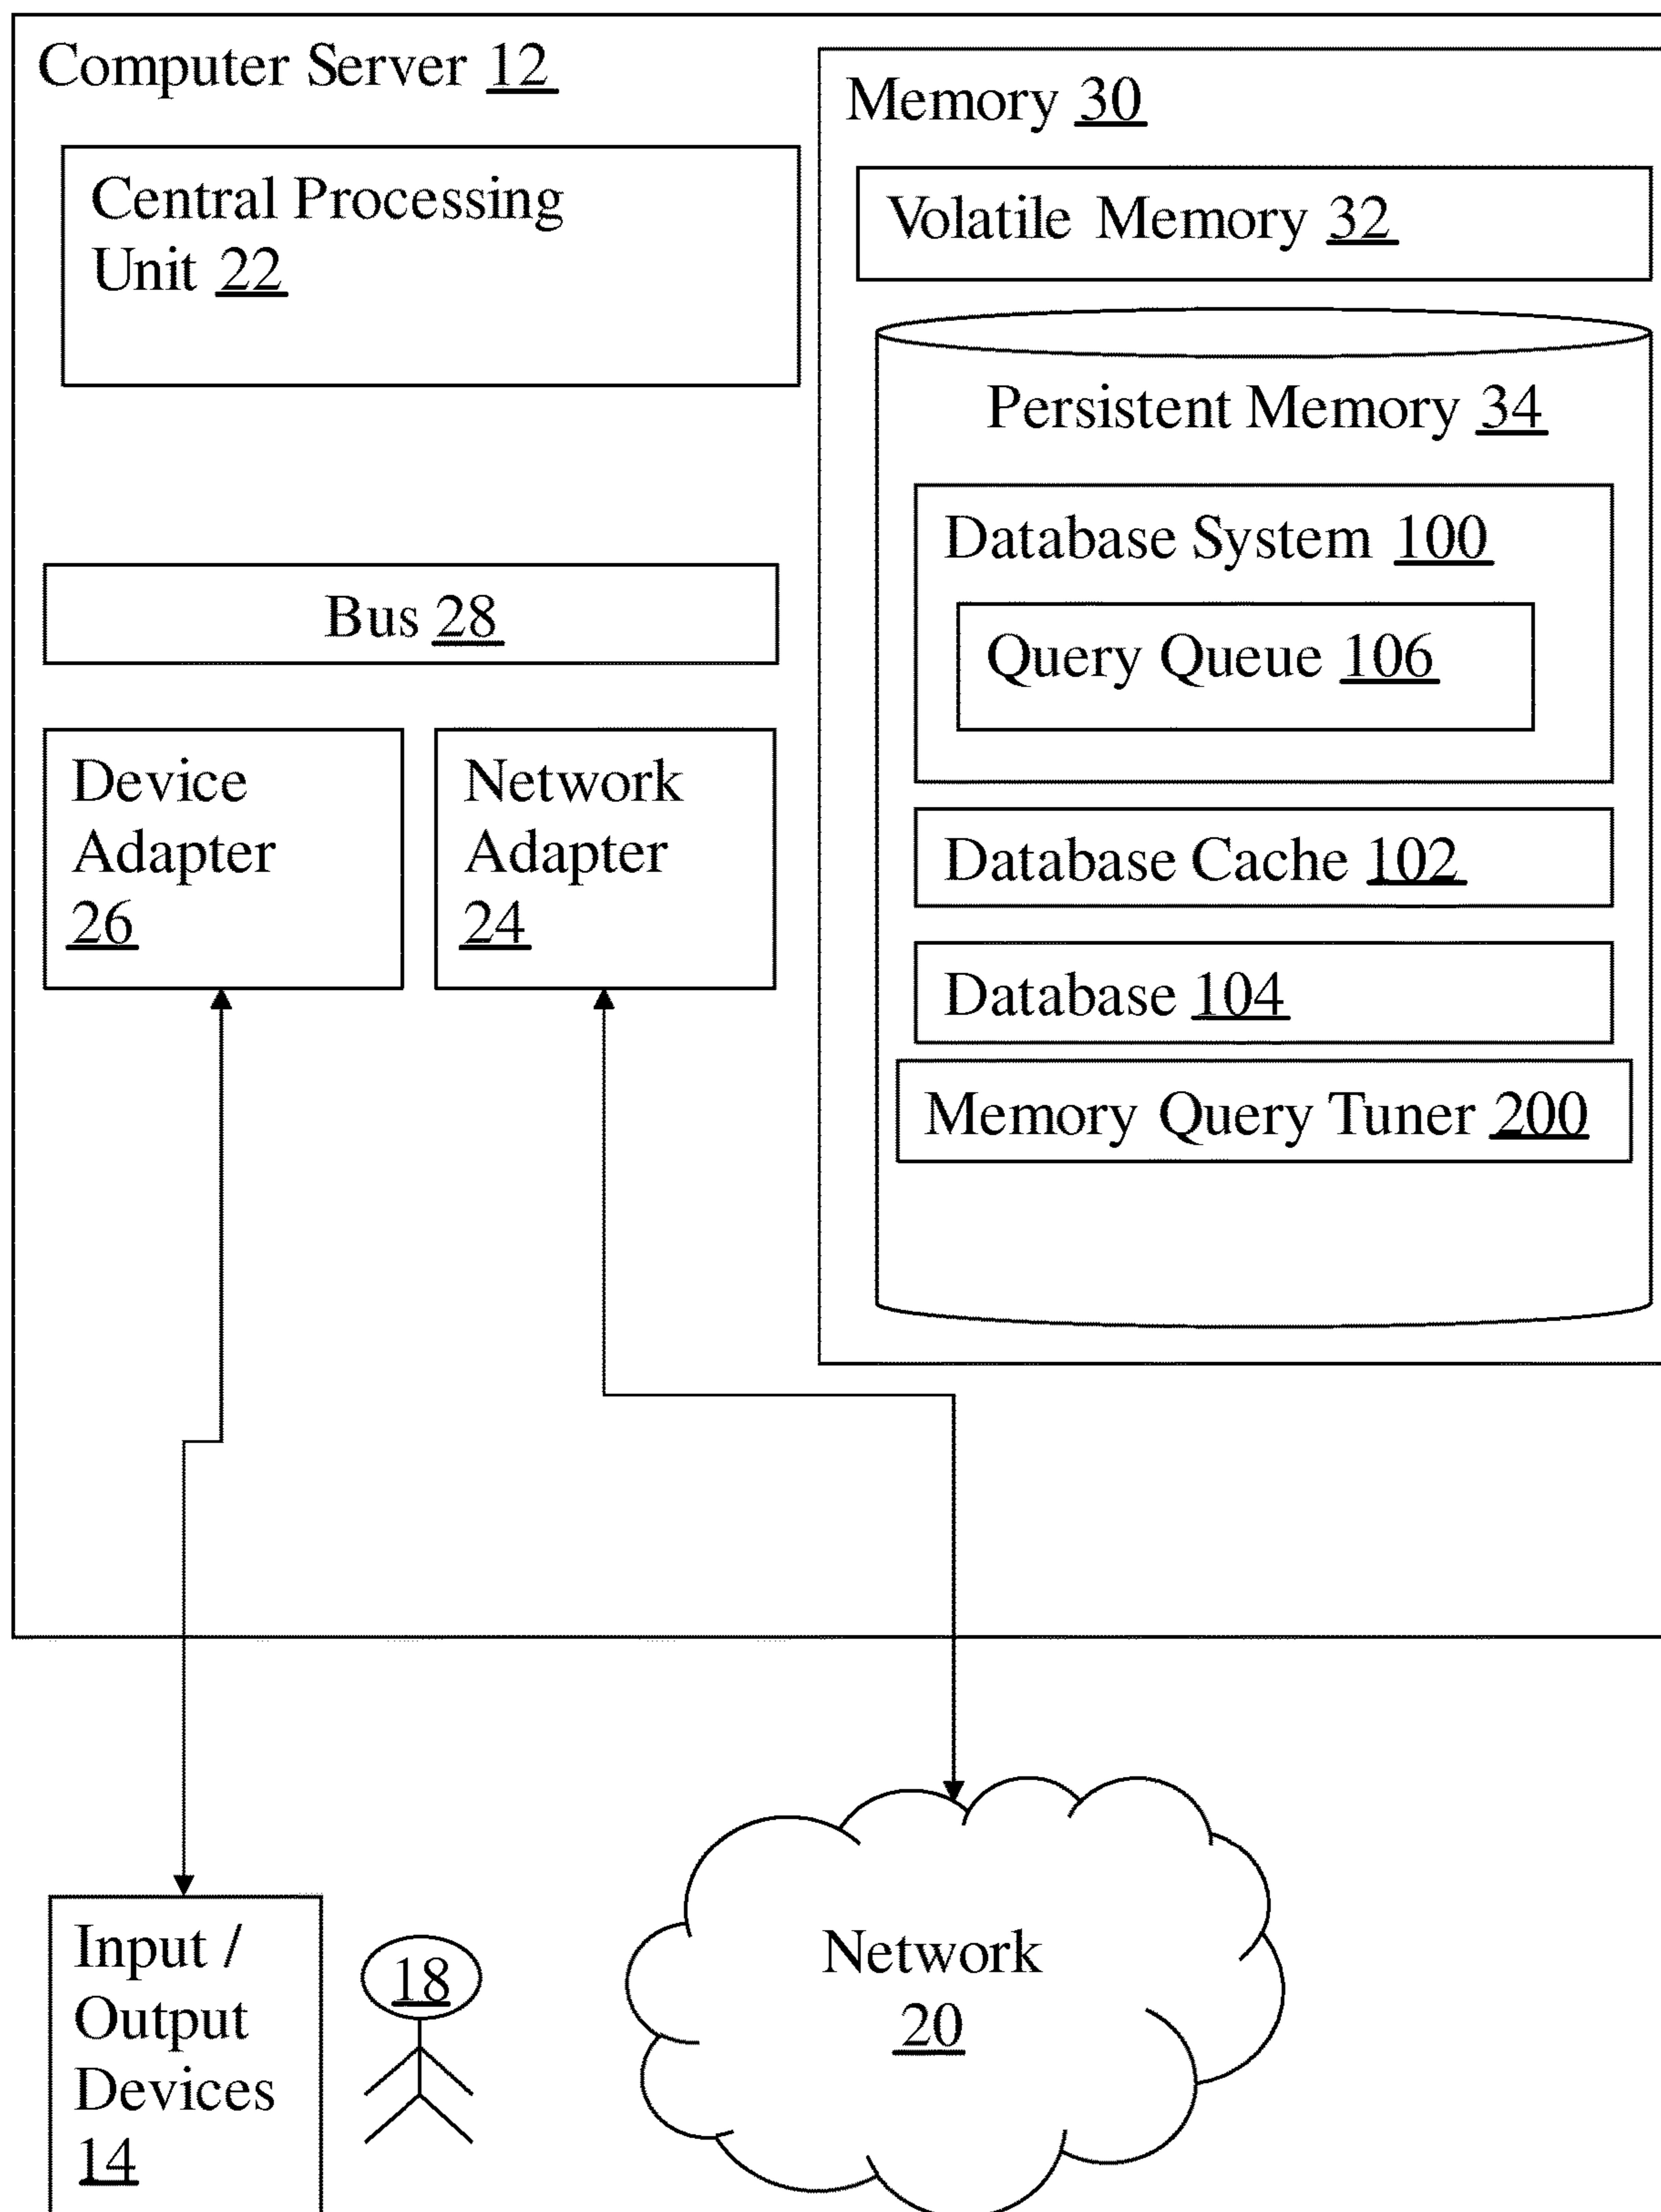 Computer Server 12
Central Processing
Unit 22
Bus 28
Device
Adapter
26
Network
Adapter
24
Memory 30
Volatile Memory 32
Persistent Memory 34
Database System 100
Query Queue 106
Database Cache 102
Database 104
Memory Query Tuner 200
Input /
Output
Devices
14
18
Network
20